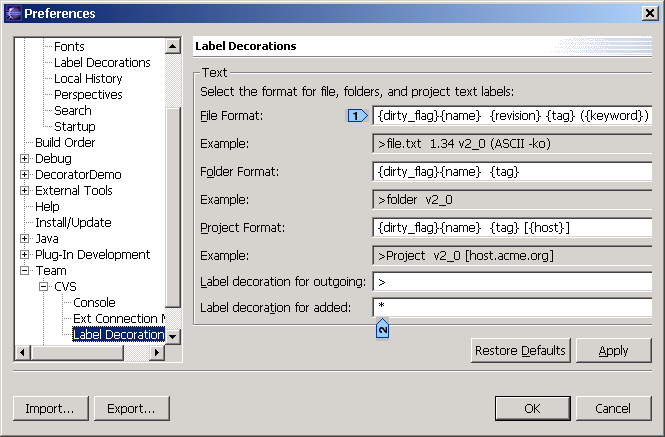 Preferences
Fonts
Label Decorations
Local History
Perspectives
Search
Startup
Build Order
Debug
DecoratorDemo
External Tools
Help
Install/Update
Java
Plug-In Development
Team
CVS
Console
Ext Connection M
Label Decoration
Label Decorations
Text
Select the format for file, folders, and project text labels:
File Format: 1 {dirty_flag}{name}  {revision} {tag} ({keyword})
Example: >file.txt  1.34 v2_0 (ASCII -ko)
Folder Format: {dirty_flag}{name}  {tag}
Example: >folder  v2_0
Project Format: {dirty_flag}{name}  {tag} [{host}]
Example: >Project  v2_0 [host.acme.org]
Label decoration for outgoing: >
Label decoration for added: *
2
Restore Defaults Apply
Import... Export... OK Cancel